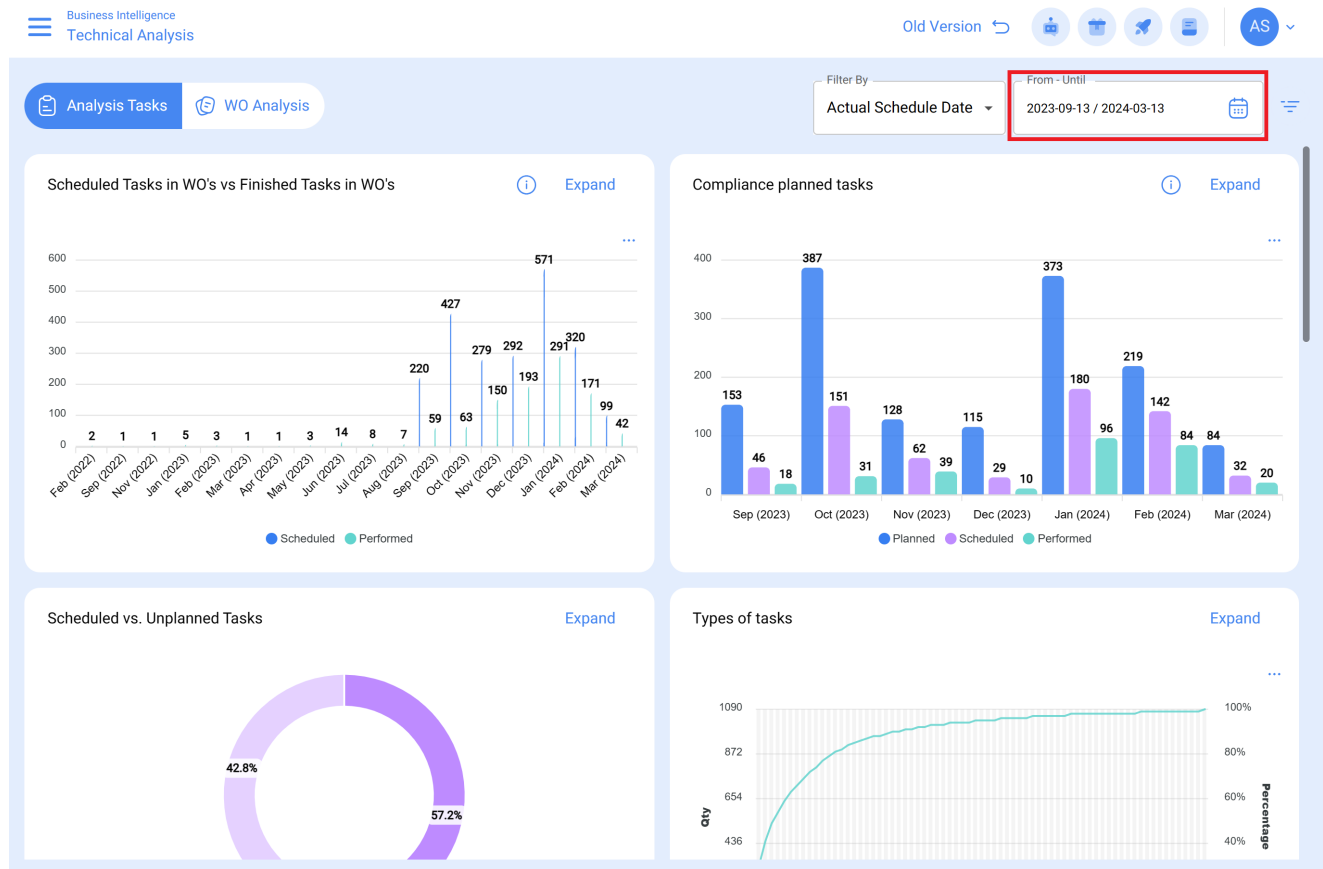 Business Intelligence
Technical Analysis
Old Version
AS
Analysis Tasks
WO Analysis
Filter By
Actual Schedule Date
From - Until
2023-09-13 / 2024-03-13
Scheduled Tasks in WO's vs Finished Tasks in WO's
Expand
600
500
400
300
200
100
0
2
1
1
5
3
1
1
3
14
8
7
220
59
427
63
279
150
292
193
571
291
320
171
99
42
Feb (2022)
Sep (2022)
Nov (2022)
Jan (2023)
Feb (2023)
Mar (2023)
Apr (2023)
May (2023)
Jun (2023)
Jul (2023)
Aug (2023)
Sep (2023)
Oct (2023)
Nov (2023)
Dec (2023)
Jan (2024)
Feb (2024)
Mar (2024)
Scheduled
Performed
Compliance planned tasks
Expand
400
300
200
100
0
153
46
18
387
151
31
128
62
39
115
29
10
373
180
96
219
142
84
84
32
20
Sep (2023)
Oct (2023)
Nov (2023)
Dec (2023)
Jan (2024)
Feb (2024)
Mar (2024)
Planned
Scheduled
Performed
Scheduled vs. Unplanned Tasks
Expand
42.8%
57.2%
Types of tasks
Expand
1090
872
654
436
Qty
100%
80%
60%
40%
Percentage